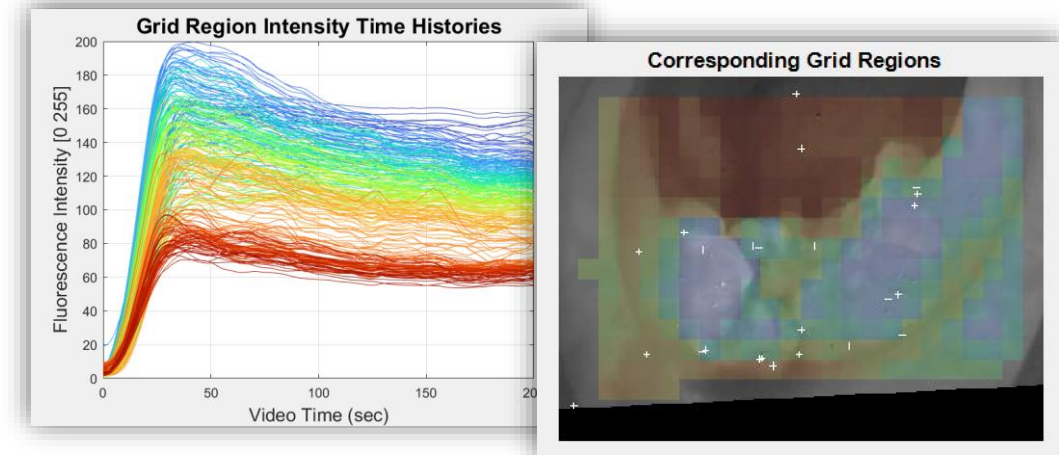 Grid Region Intensity Time Histories
200
180
160
140
120
100
80
60
40
20
0
Fluorescence Intensity [0 255]
0 50 100 150 200
Video Time (sec)
Corresponding Grid Regions